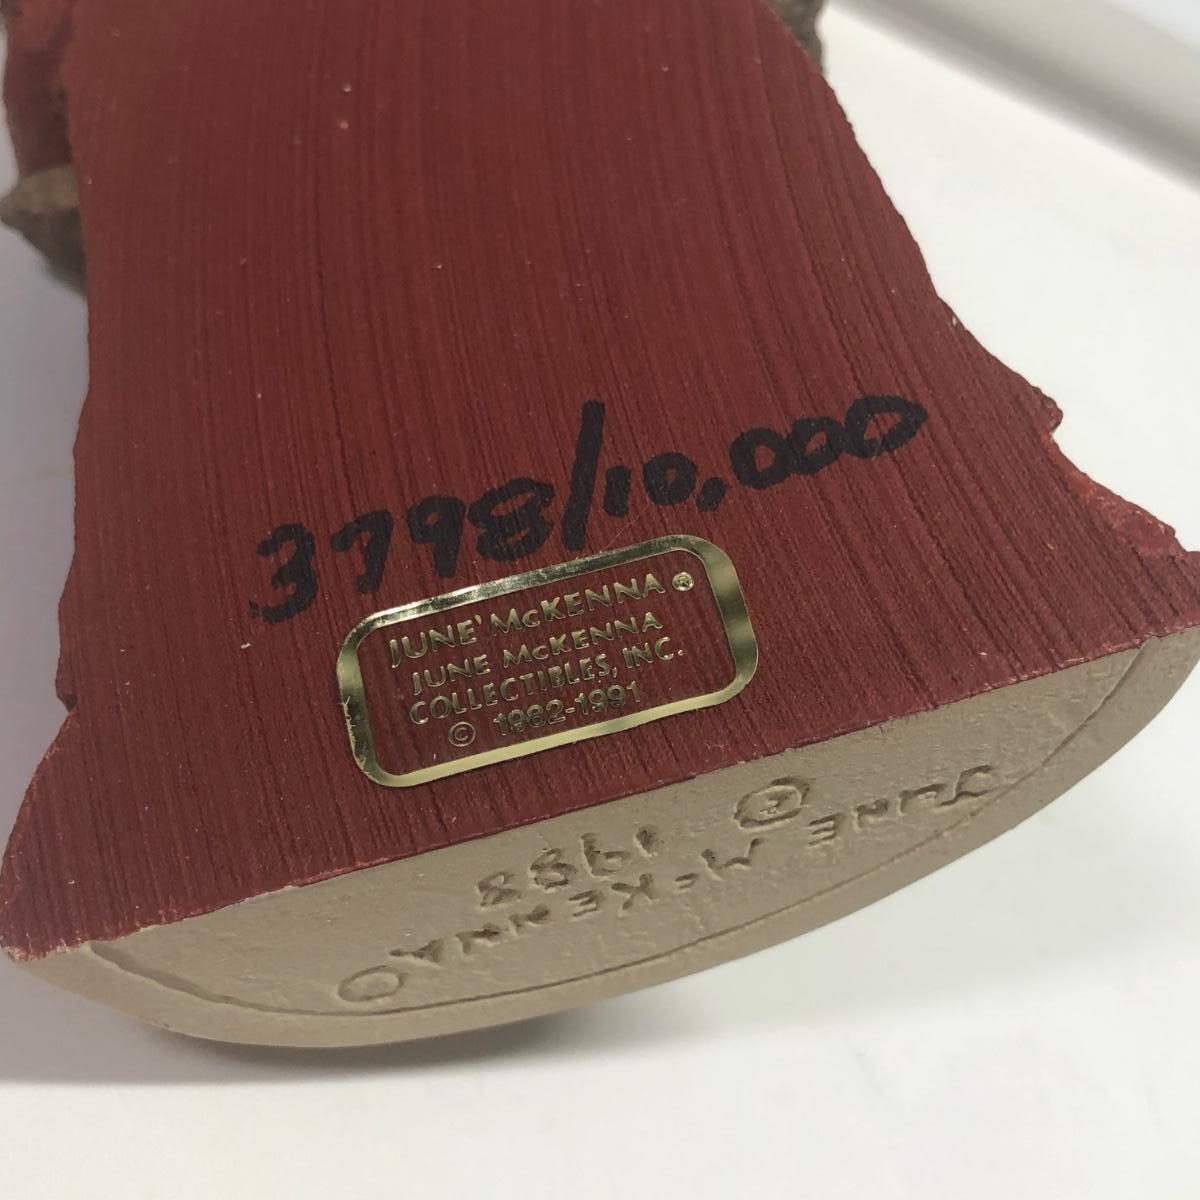 3798/10,000
JUNE' McKENNA ®
JUNE McKENNA
COLLECTIBLES, INC.
© 1982-1991
JUNE McKENNA
1988